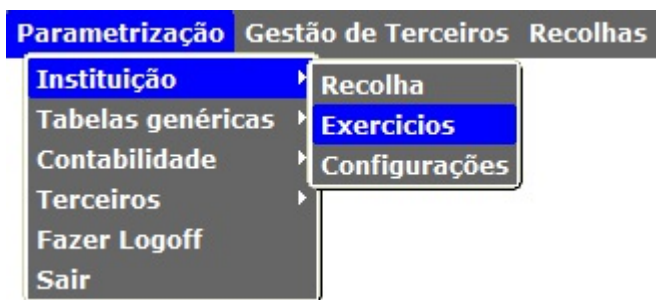 Parametrização Gestão de Terceiros Recolhas
Instituição
Tabelas genéricas
Contabilidade
Terceiros
Fazer Logoff
Sair
Recolha
Exercicios
Configurações